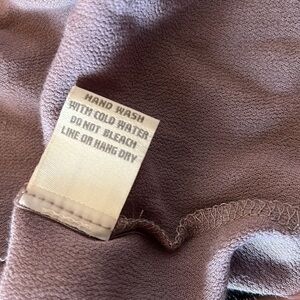 HAND WASH
WITH COLD WATER
DO NOT BLEACH
LINE OR HANG DRY